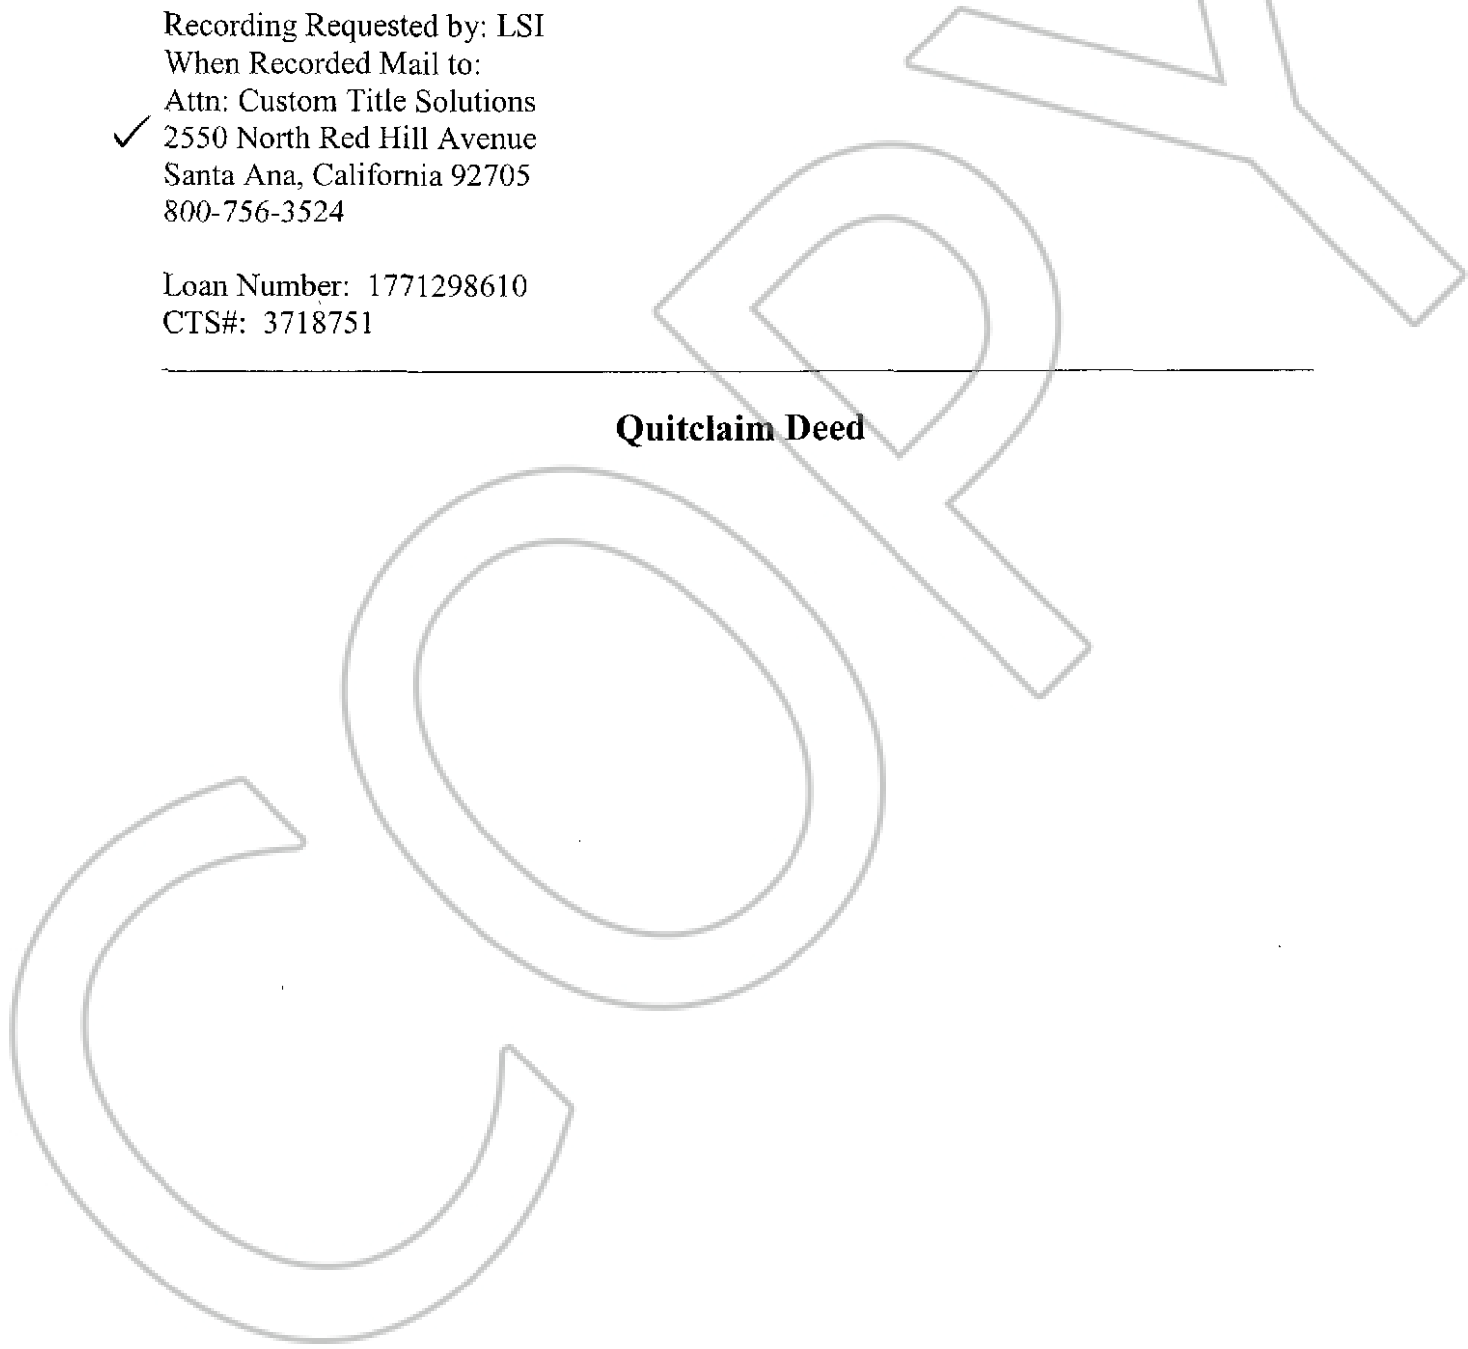 Recording Requested by: LSI
When Recorded Mail to:
Attn: Custom Title Solutions
2550 North Red Hill Avenue
Santa Ana, California 92705
800-756-3524
Loan Number: 1771298610
CTS#: 3718751
Quitclaim Deed
COPY